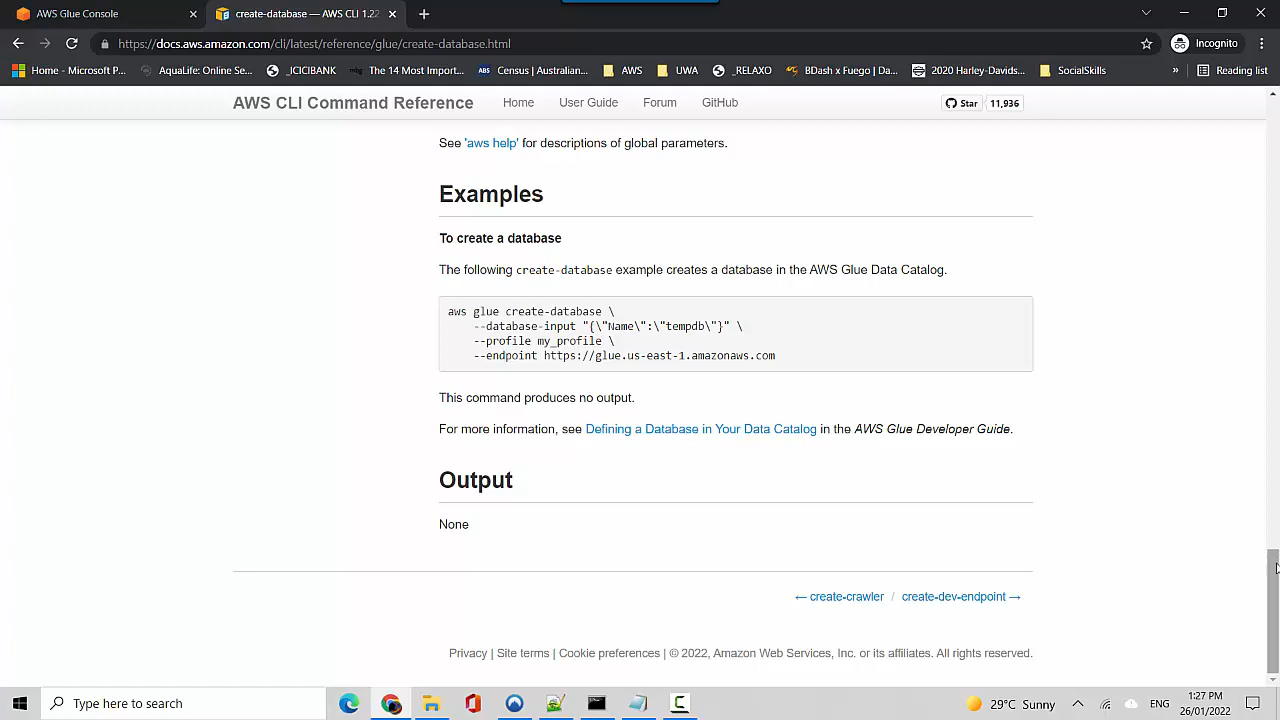 AWS Glue Console
create-database — AWS CLI 1.22
https://docs.aws.amazon.com/cli/latest/reference/glue/create-database.html
Incognito
Home - Microsoft P...
AquaLife: Online Se...
_ICICIBANK
The 14 Most Import...
ABS
Census | Australian...
AWS
UWA
_RELAXO
BDash x Fuego | Da...
2020 Harley-Davids...
SocialSkills
»
Reading list
AWS CLI Command Reference
Home
User Guide
Forum
GitHub
Star
11,936
See 'aws help' for descriptions of global parameters.
Examples
To create a database
The following create-database example creates a database in the AWS Glue Data Catalog.
aws glue create-database \
--database-input "{\"Name\":\"tempdb\"}" \
--profile my_profile \
--endpoint https://glue.us-east-1.amazonaws.com
This command produces no output.
For more information, see Defining a Database in Your Data Catalog in the AWS Glue Developer Guide.
Output
None
← create-crawler / create-dev-endpoint →
Privacy | Site terms | Cookie preferences | © 2022, Amazon Web Services, Inc. or its affiliates. All rights reserved.
Type here to search
29°C Sunny
ENG
1:27 PM
26/01/2022